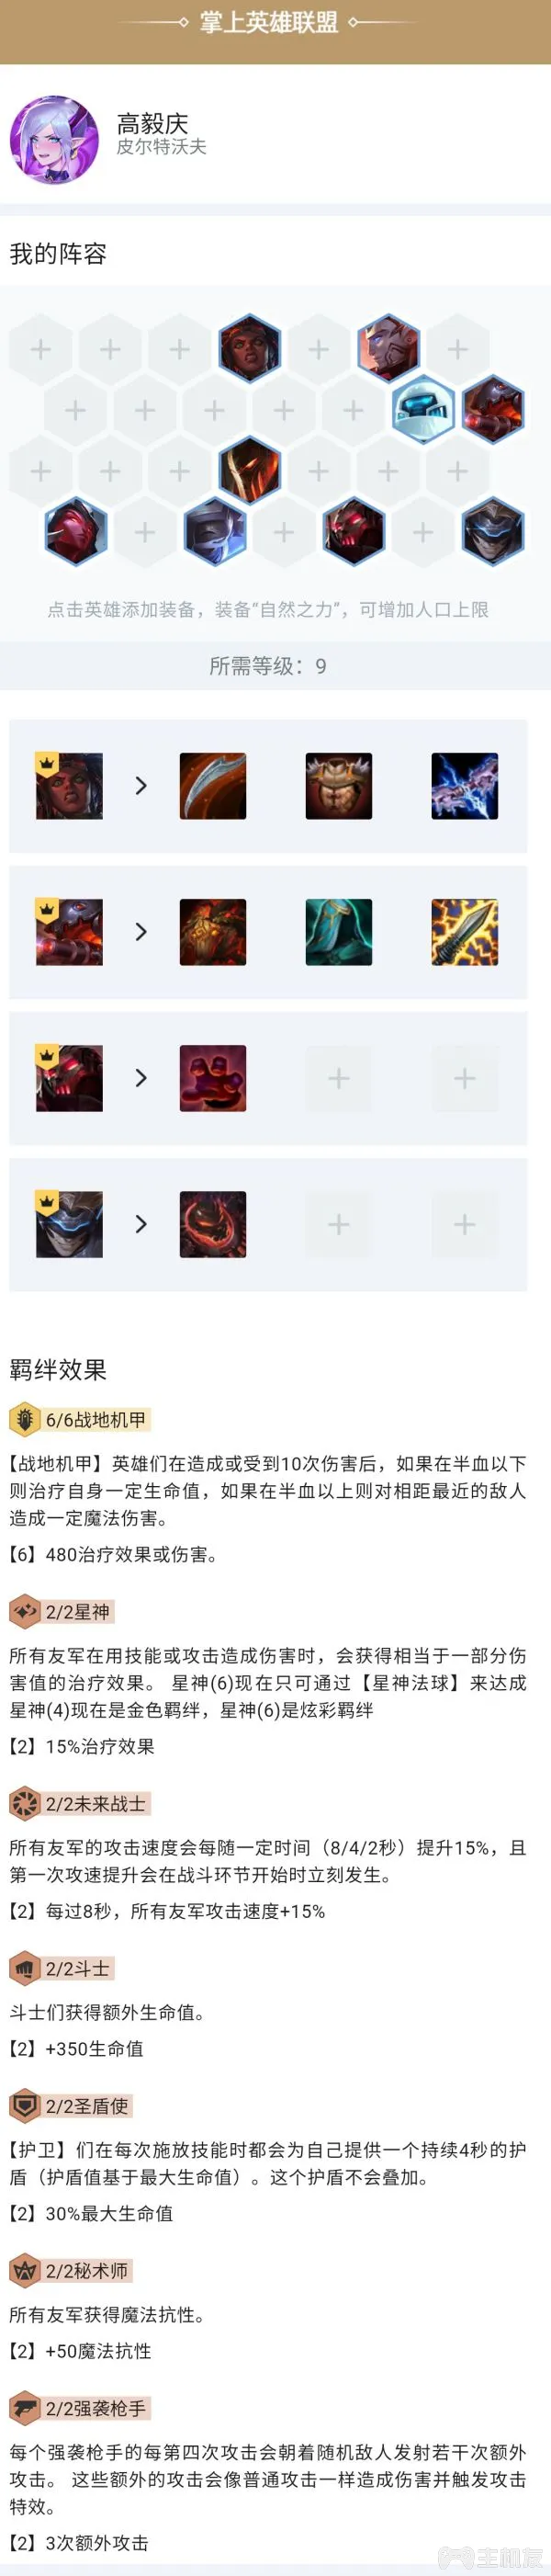 掌上英雄联盟
高毅庆
皮尔特沃夫
我的阵容
点击英雄添加装备，装备“自然之力”，可增加人口上限
所需等级：9
羁绊效果
6/6战地机甲
【战地机甲】英雄们在造成或受到10次伤害后，如果在半血以下
则治疗自身一定生命值，如果在半血以上则对相距最近的敌人
造成一定魔法伤害。
【6】480治疗效果或伤害。
2/2星神
所有友军在用技能或攻击造成伤害时，会获得相当于一部分伤
害值的治疗效果。 星神(6)现在只可通过【星神法球】来达成
星神(4)现在是金色羁绊，星神(6)是炫彩羁绊
【2】15%治疗效果
2/2未来战士
所有友军的攻击速度会每随一定时间（8/4/2秒）提升15%，且
第一次攻速提升会在战斗环节开始时立刻发生。
【2】每过8秒，所有友军攻击速度+15%
2/2斗士
斗士们获得额外生命值。
【2】+350生命值
2/2圣盾使
【护卫】们在每次施放技能时都会为自己提供一个持续4秒的护
盾（护盾值基于最大生命值）。这个护盾不会叠加。
【2】30%最大生命值
2/2秘术师
所有友军获得魔法抗性。
【2】+50魔法抗性
2/2强袭枪手
每个强袭枪手的每第四次攻击会朝着随机敌人发射若干次额外
攻击。 这些额外的攻击会像普通攻击一样造成伤害并触发攻击
特效。
【2】3次额外攻击
主机友